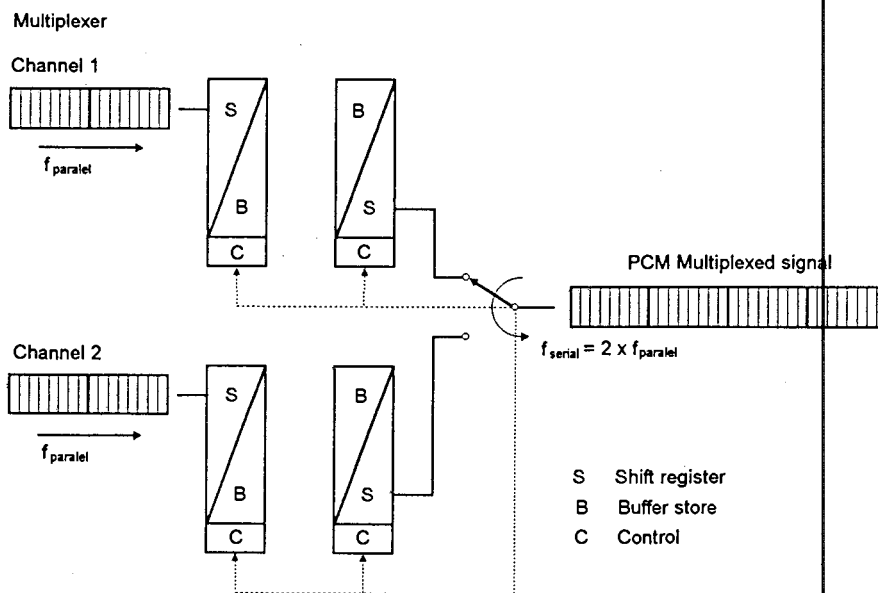 Multiplexer
Channel 1
f paralel
S
B
C
B
S
C
PCM Multiplexed signal
f serial = 2 x f paralel
Channel 2
f paralel
S
B
C
B
S
C
S Shift register
B Buffer store
C Control